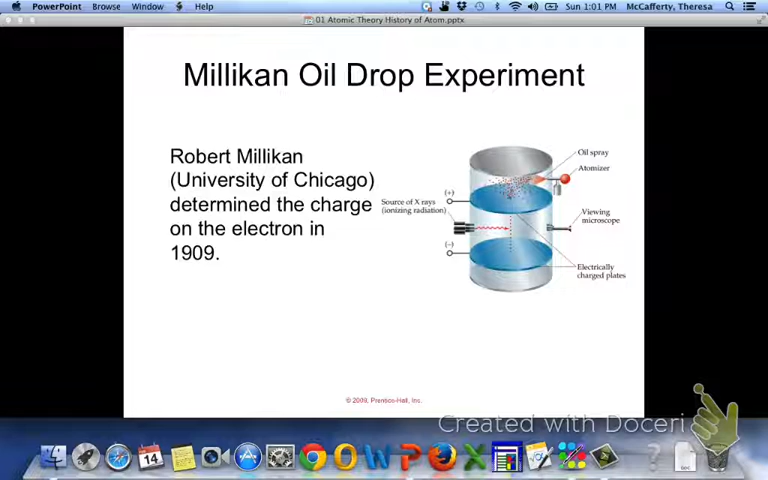 PowerPoint Browse Window Help
Sun 1:01 PM McCafferty, Theresa
01 Atomic Theory History of Atom.pptx
Millikan Oil Drop Experiment
Robert Millikan
(University of Chicago)
determined the charge
on the electron in
1909.
Oil spray
Atomizer
(+)
Source of X rays
(ionizing radiation)
Viewing
microscope
(−)
Electrically
charged plates
© 2009, Prentice-Hall, Inc.
Created with Doceri
14
DOC